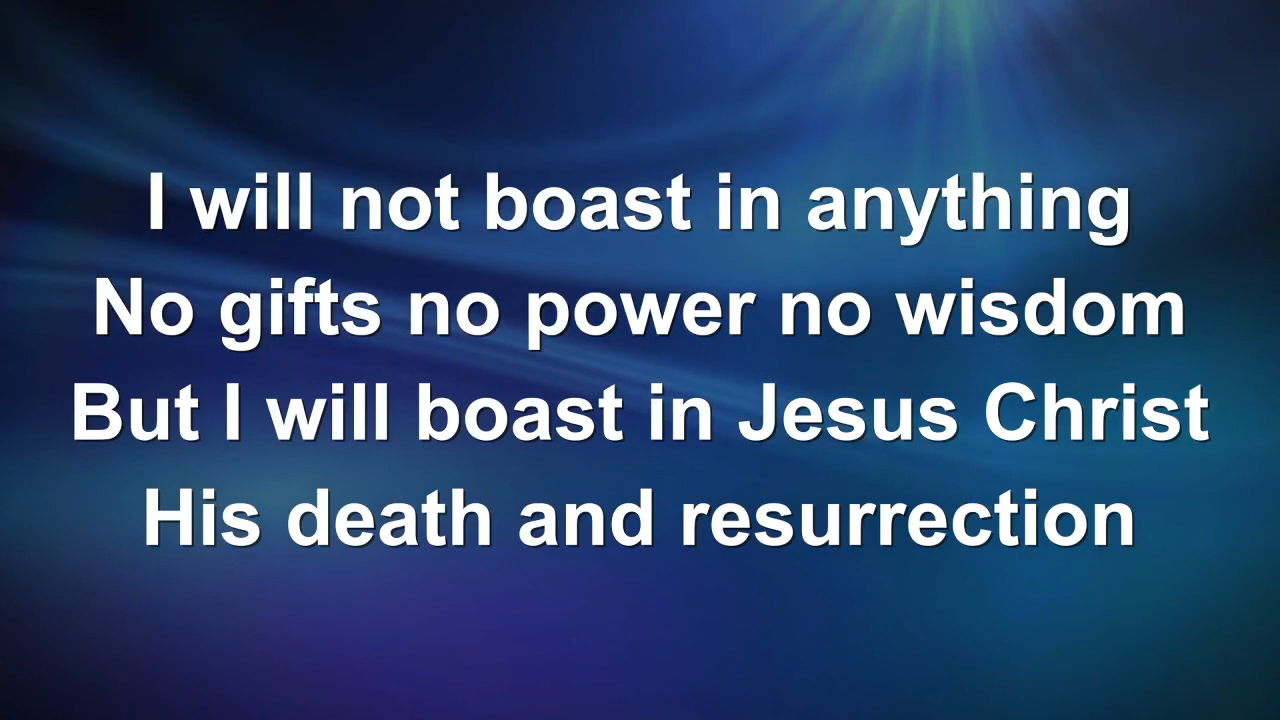 I will not boast in anything
No gifts no power no wisdom
But I will boast in Jesus Christ
His death and resurrection